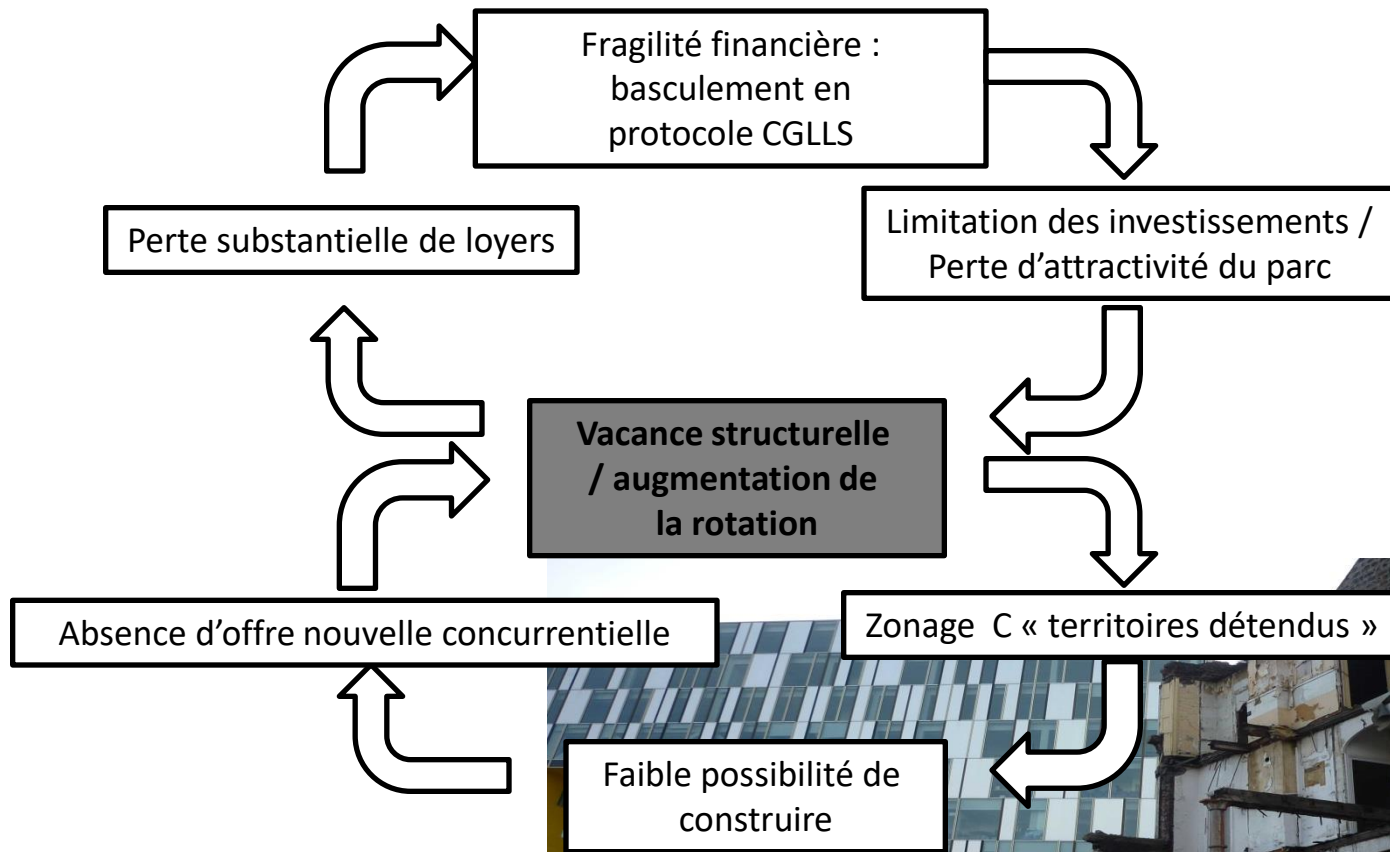 Fragilité financière :
basculement en
protocole CGLLS
Perte substantielle de loyers
Limitation des investissements /
Perte d’attractivité du parc
Vacance structurelle
/ augmentation de
la rotation
Absence d’offre nouvelle concurrentielle
Zonage  C « territoires détendus »
Faible possibilité de
construire